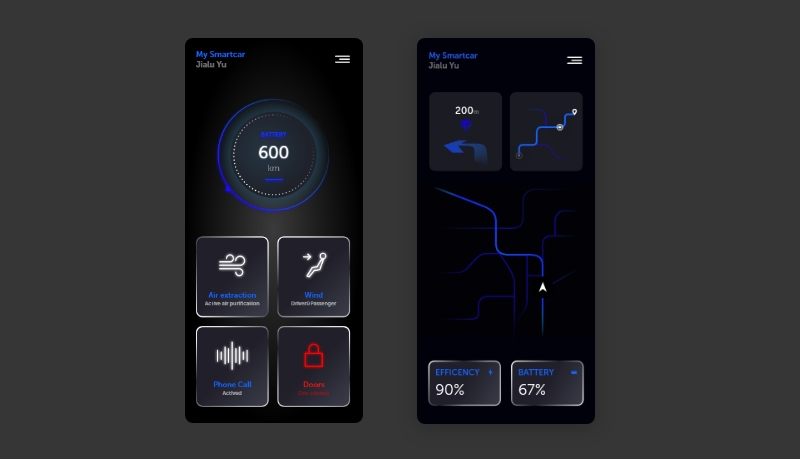 My Smartcar
Jialu Yu
BATTERY
600
km
Air extraction
Active air purification
Wind
Driver&Passenger
Phone Call
Actived
Doors
My Smartcar
Jialu Yu
200m
EFFICENCY
90%
BATTERY
67%